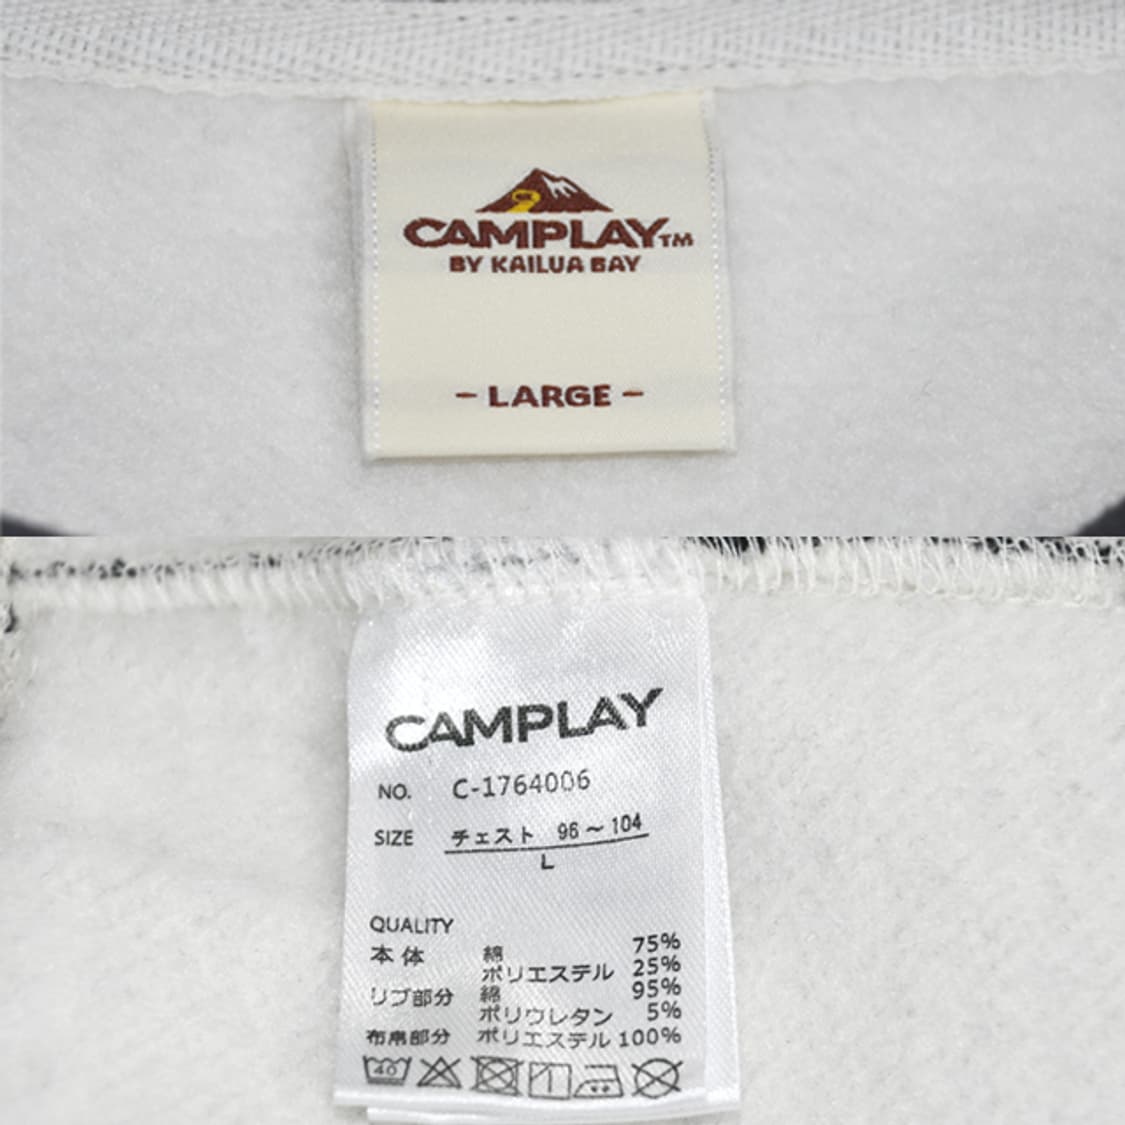 CAMPLAY™
BY KAILUA BAY
- LARGE -
CAMPLAY
NO. C-1764006
SIZE チェスト 96～104
L
QUALITY
本体 綿 75%
ポリエステル 25%
リブ部分 綿 95%
ポリウレタン 5%
布帛部分 ポリエステル 100%
40